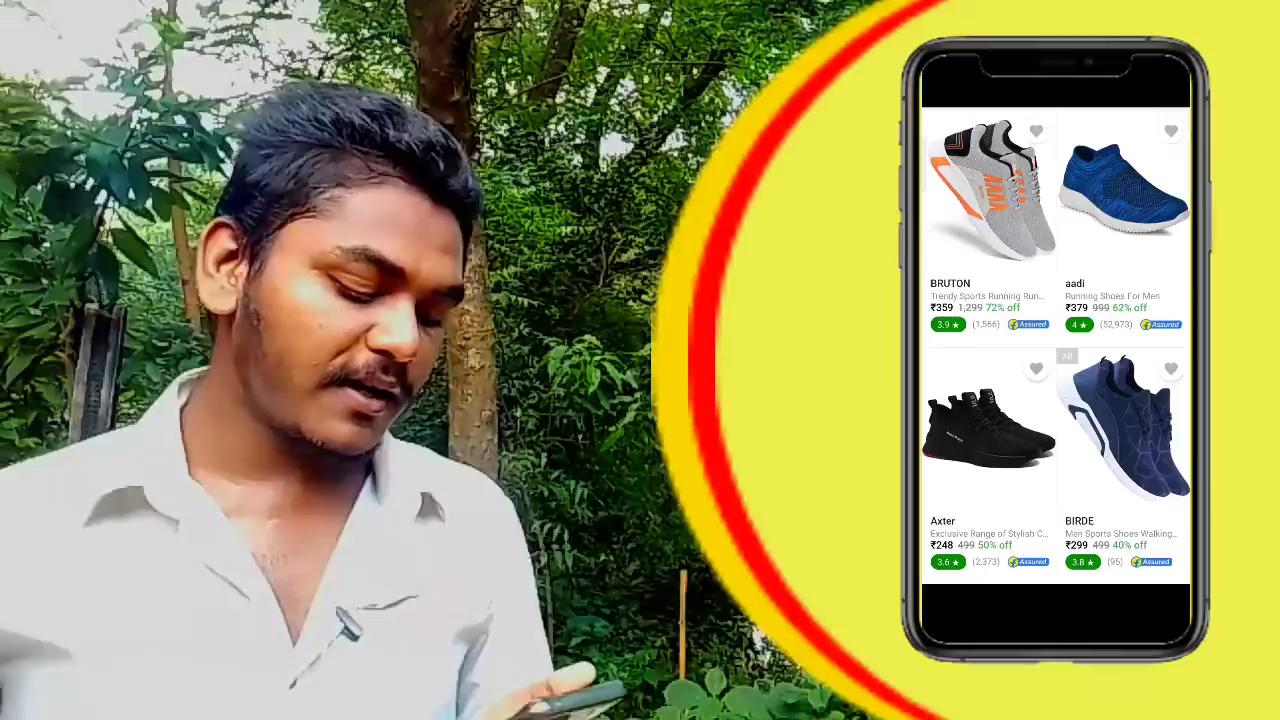 BRUTON
Trendy Sports Running Run...
₹359 1,299 72% off
3.9 ★ (1,566) Assured
aadi
Running Shoes For Men
₹379 999 62% off
4 ★ (52,973) Assured
AD
Axter
Exclusive Range of Stylish C...
₹248 499 50% off
3.6 ★ (2,373) Assured
BIRDE
Men Sports Shoes Walking...
₹299 499 40% off
3.8 ★ (95) Assured